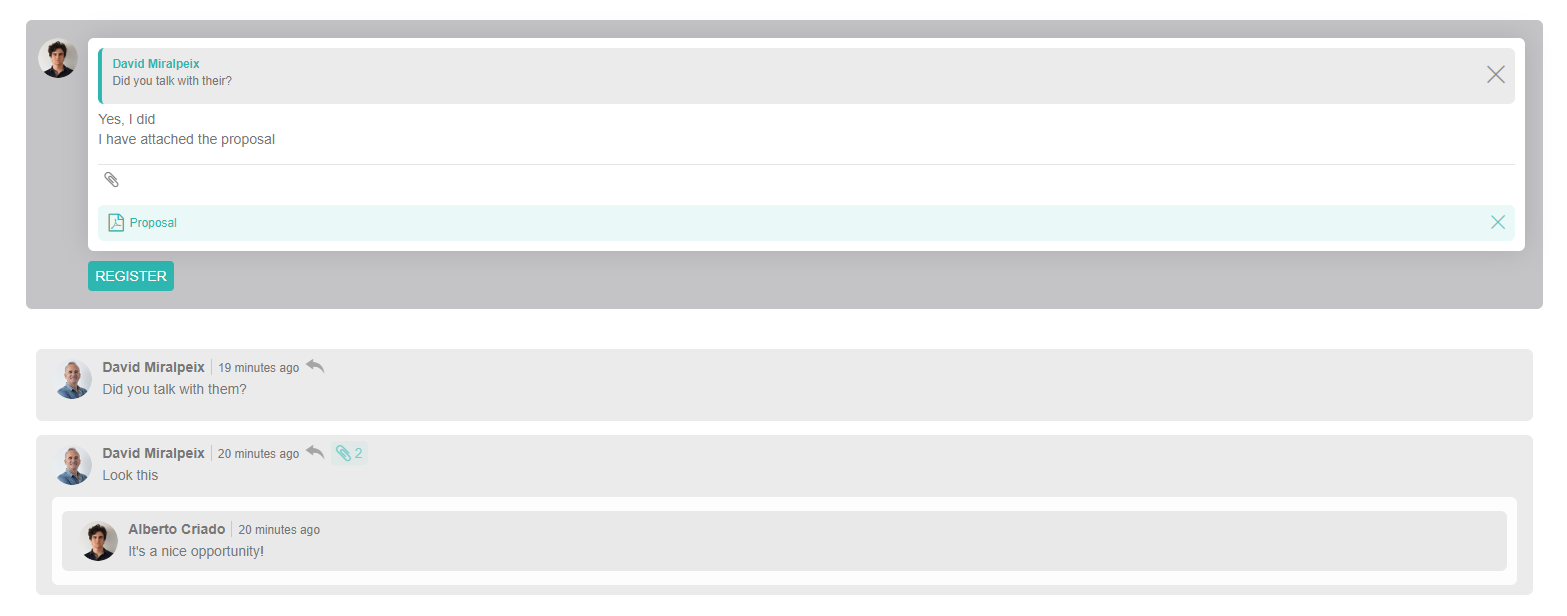 David Miralpeix
Did you talk with their?
Yes, I did
I have attached the proposal
Proposal
REGISTER
David Miralpeix 19 minutes ago
Did you talk with them?
David Miralpeix 20 minutes ago 2
Look this
Alberto Criado 20 minutes ago
It's a nice opportunity!